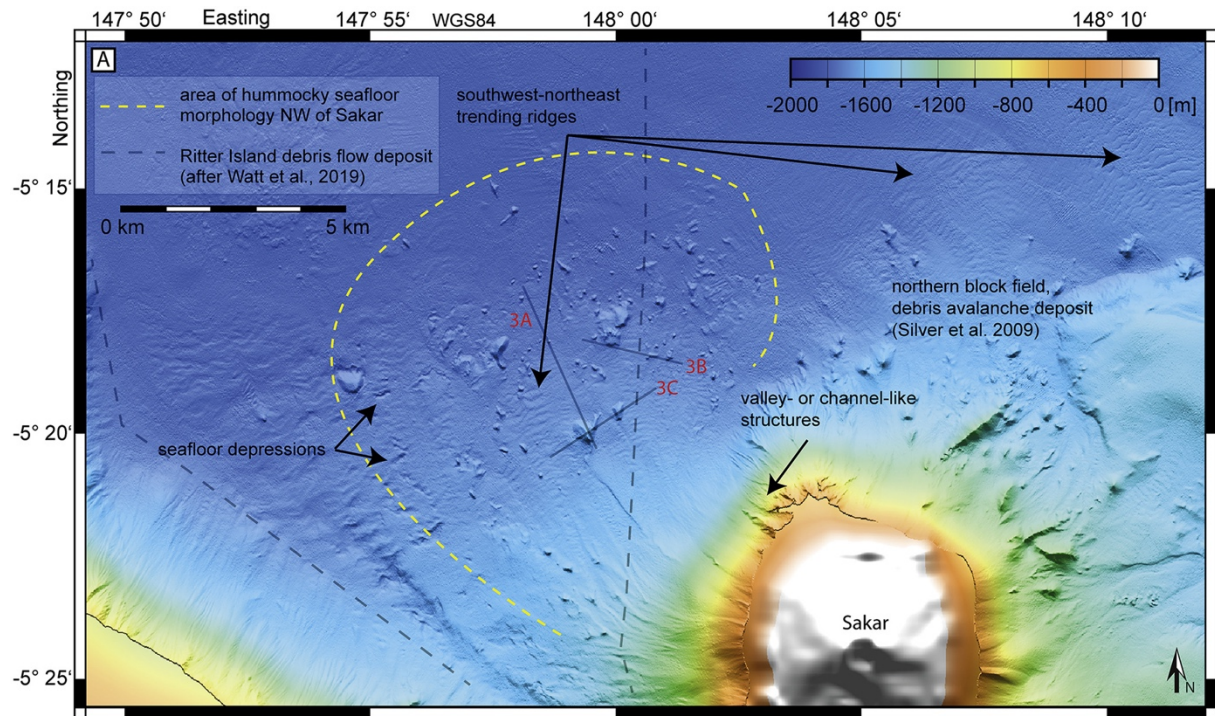 147° 50' Easting 147° 55' WGS84 148° 00' 148° 05' 148° 10'
A
Northing
area of hummocky seafloor
morphology NW of Sakar
Ritter Island debris flow deposit
(after Watt et al., 2019)
0 km 5 km
southwest-northeast
trending ridges
-2000 -1600 -1200 -800 -400 0 [m]
-5° 15'
northern block field,
debris avalanche deposit
(Silver et al. 2009)
3A
3B
3C
valley- or channel-like
structures
-5° 20'
seafloor depressions
Sakar
-5° 25'
N